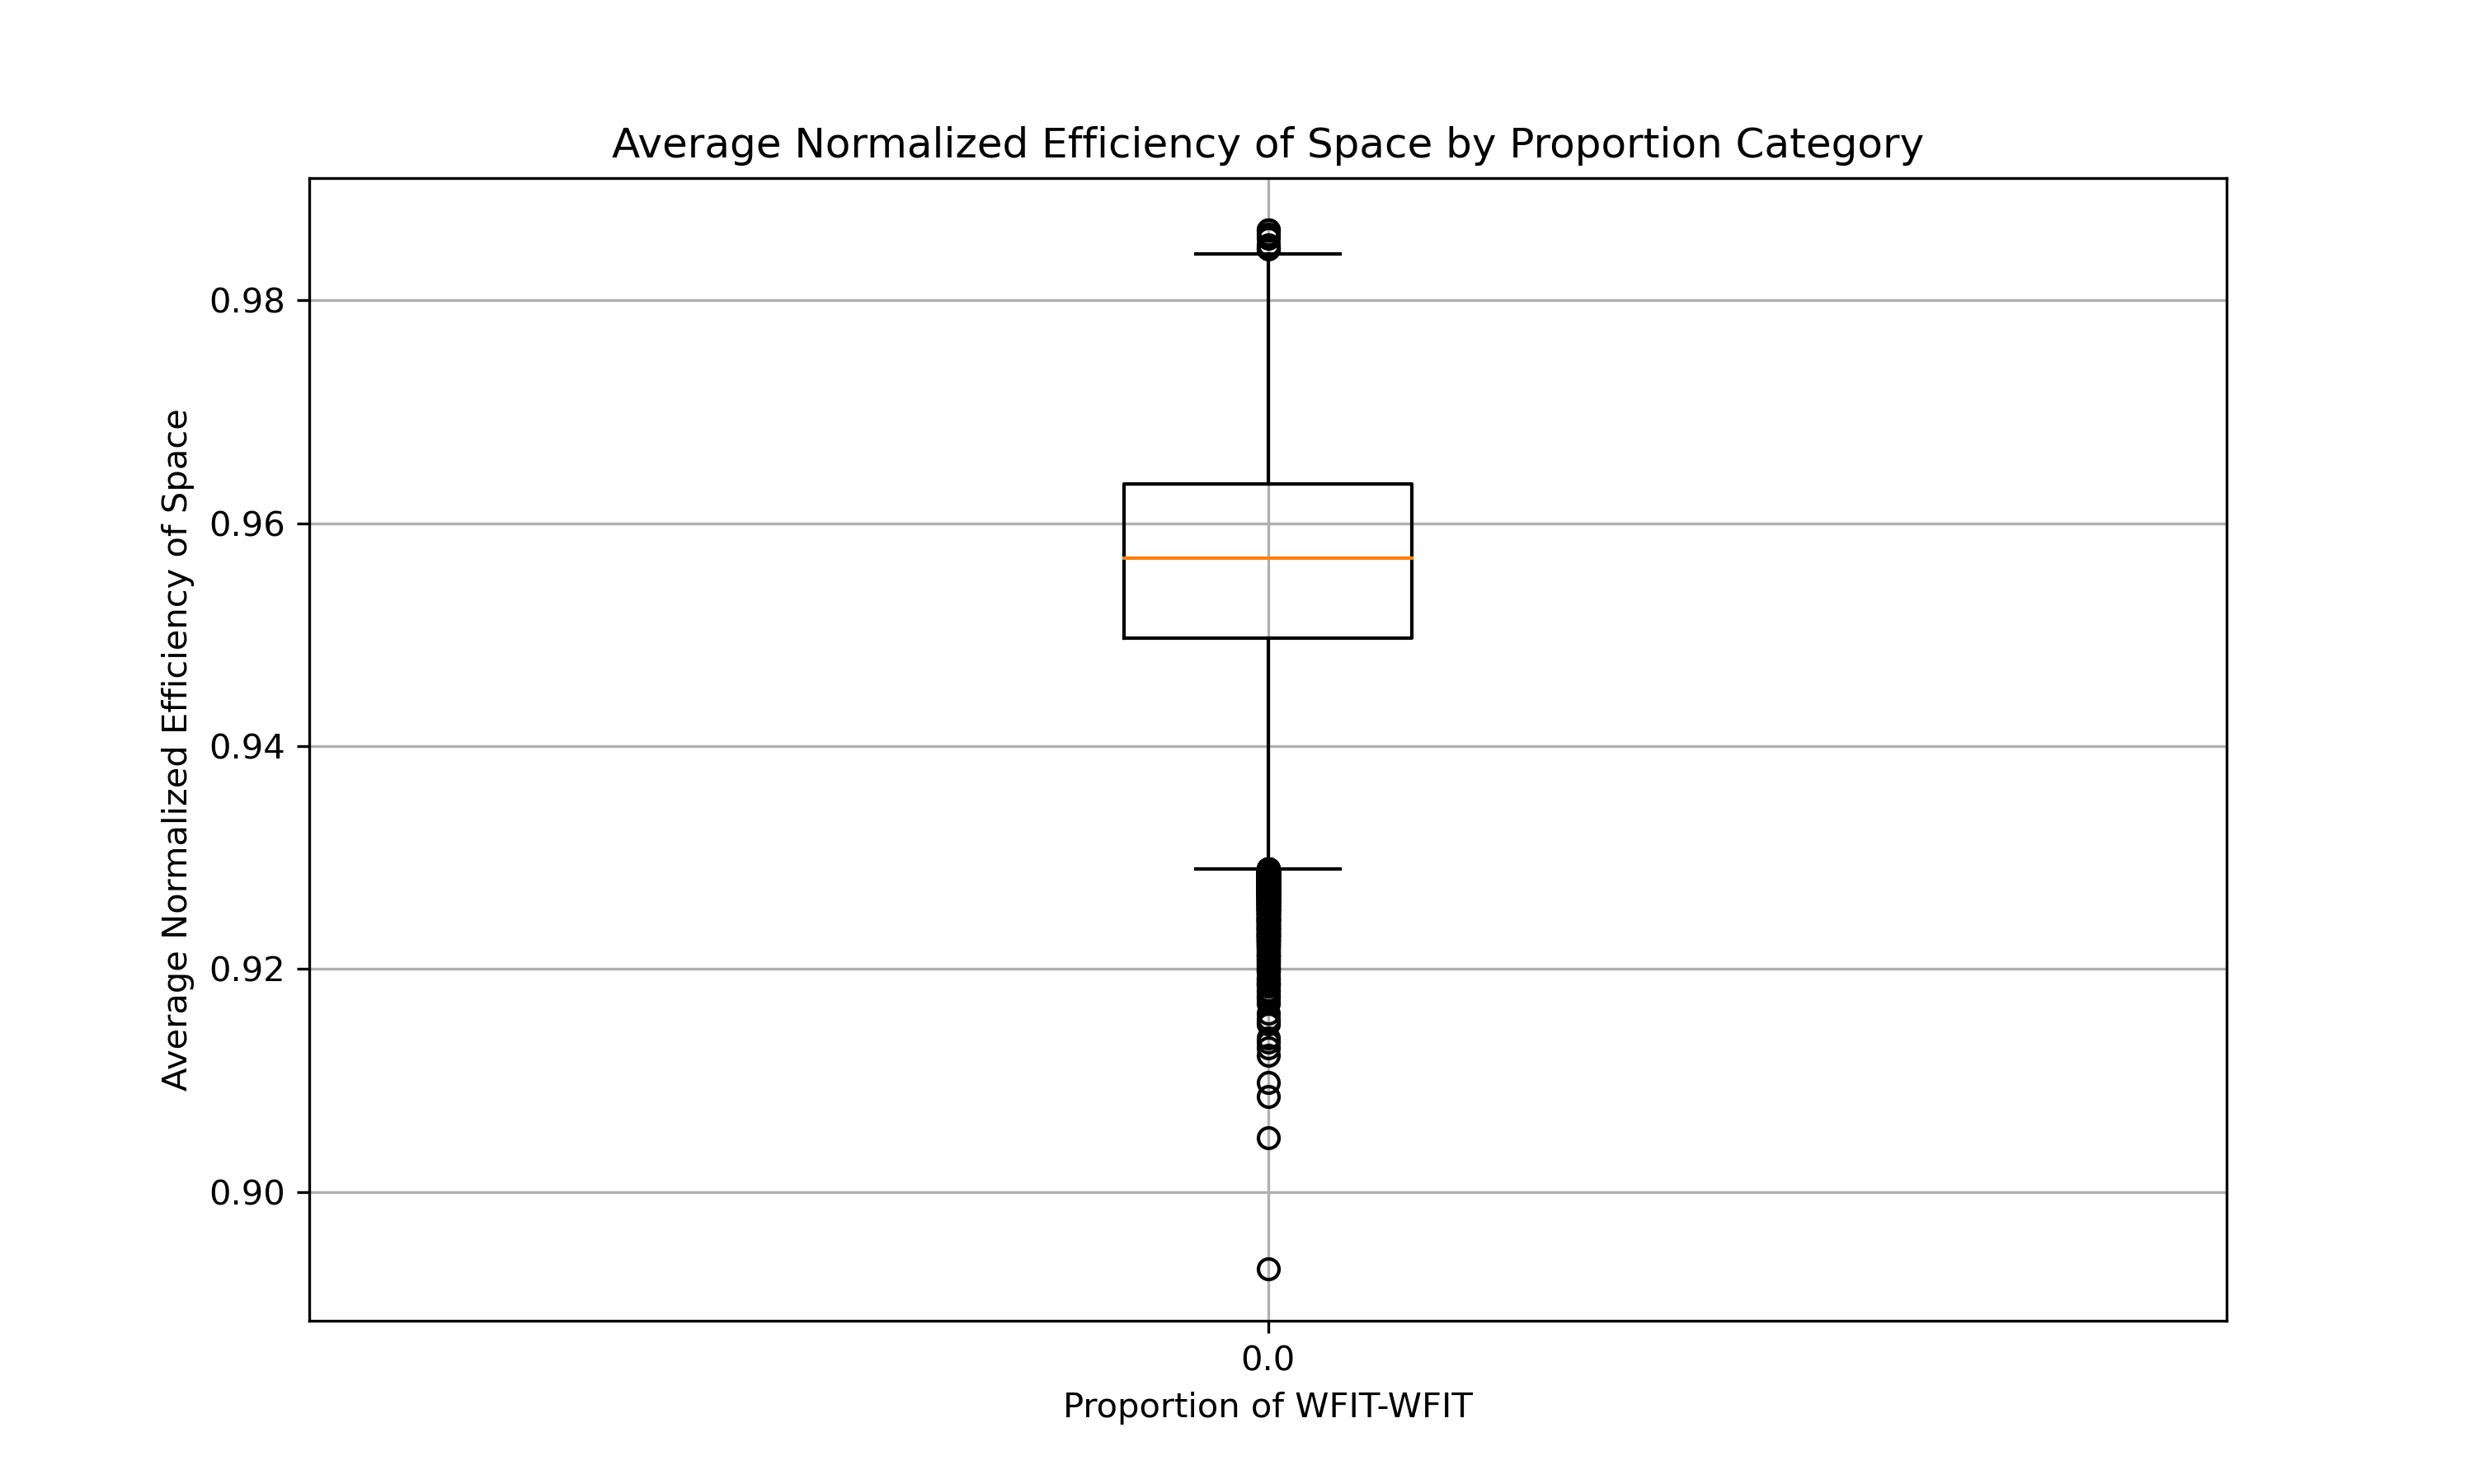 Average Normalized Efficiency of Space by Proportion Category
Average Normalized Efficiency of Space
0.98
0.96
0.94
0.92
0.90
0.0
Proportion of WFIT-WFIT